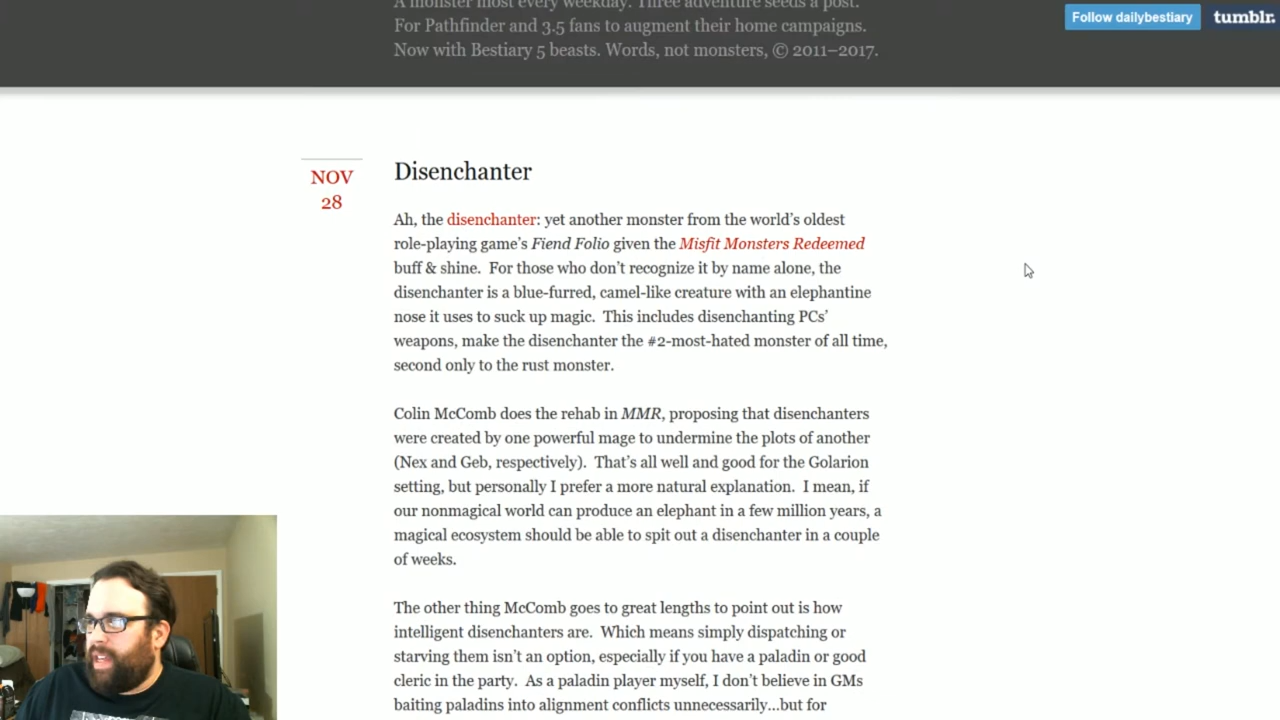 A monster most every weekday. Three adventure seeds a post.
For Pathfinder and 3.5 fans to augment their home campaigns.
Now with Bestiary 5 beasts. Words, not monsters, © 2011–2017.
Follow dailybestiary
tumblr.
NOV
28
Disenchanter
Ah, the disenchanter: yet another monster from the world’s oldest
role-playing game’s Fiend Folio given the Misfit Monsters Redeemed
buff & shine. For those who don’t recognize it by name alone, the
disenchanter is a blue-furred, camel-like creature with an elephantine
nose it uses to suck up magic. This includes disenchanting PCs’
weapons, make the disenchanter the #2-most-hated monster of all time,
second only to the rust monster.
Colin McComb does the rehab in MMR, proposing that disenchanters
were created by one powerful mage to undermine the plots of another
(Nex and Geb, respectively). That’s all well and good for the Golarion
setting, but personally I prefer a more natural explanation. I mean, if
our nonmagical world can produce an elephant in a few million years, a
magical ecosystem should be able to spit out a disenchanter in a couple
of weeks.
The other thing McComb goes to great lengths to point out is how
intelligent disenchanters are. Which means simply dispatching or
starving them isn’t an option, especially if you have a paladin or good
cleric in the party. As a paladin player myself, I don’t believe in GMs
baiting paladins into alignment conflicts unnecessarily...but for